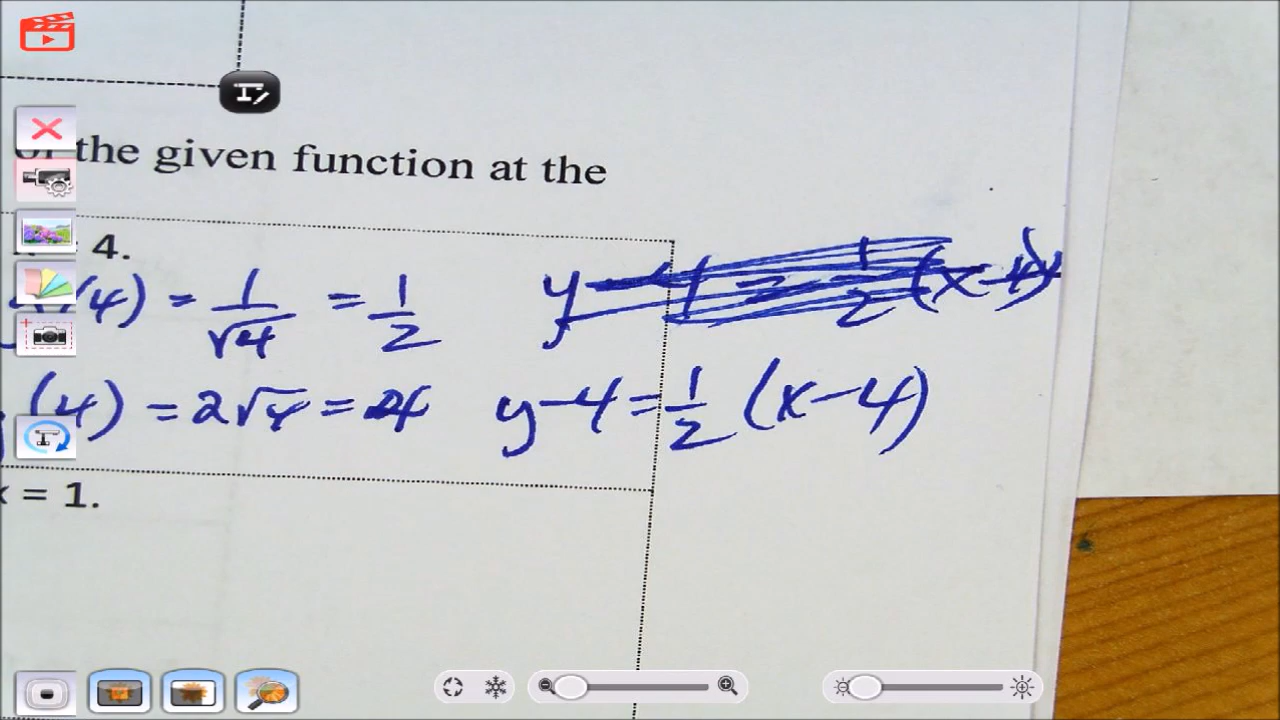 the given function at the
4.
(4) = 1/√4 = 1/2
(4) = 2√4 = 4 y-4 = 1/2 (x-4)
x = 1.